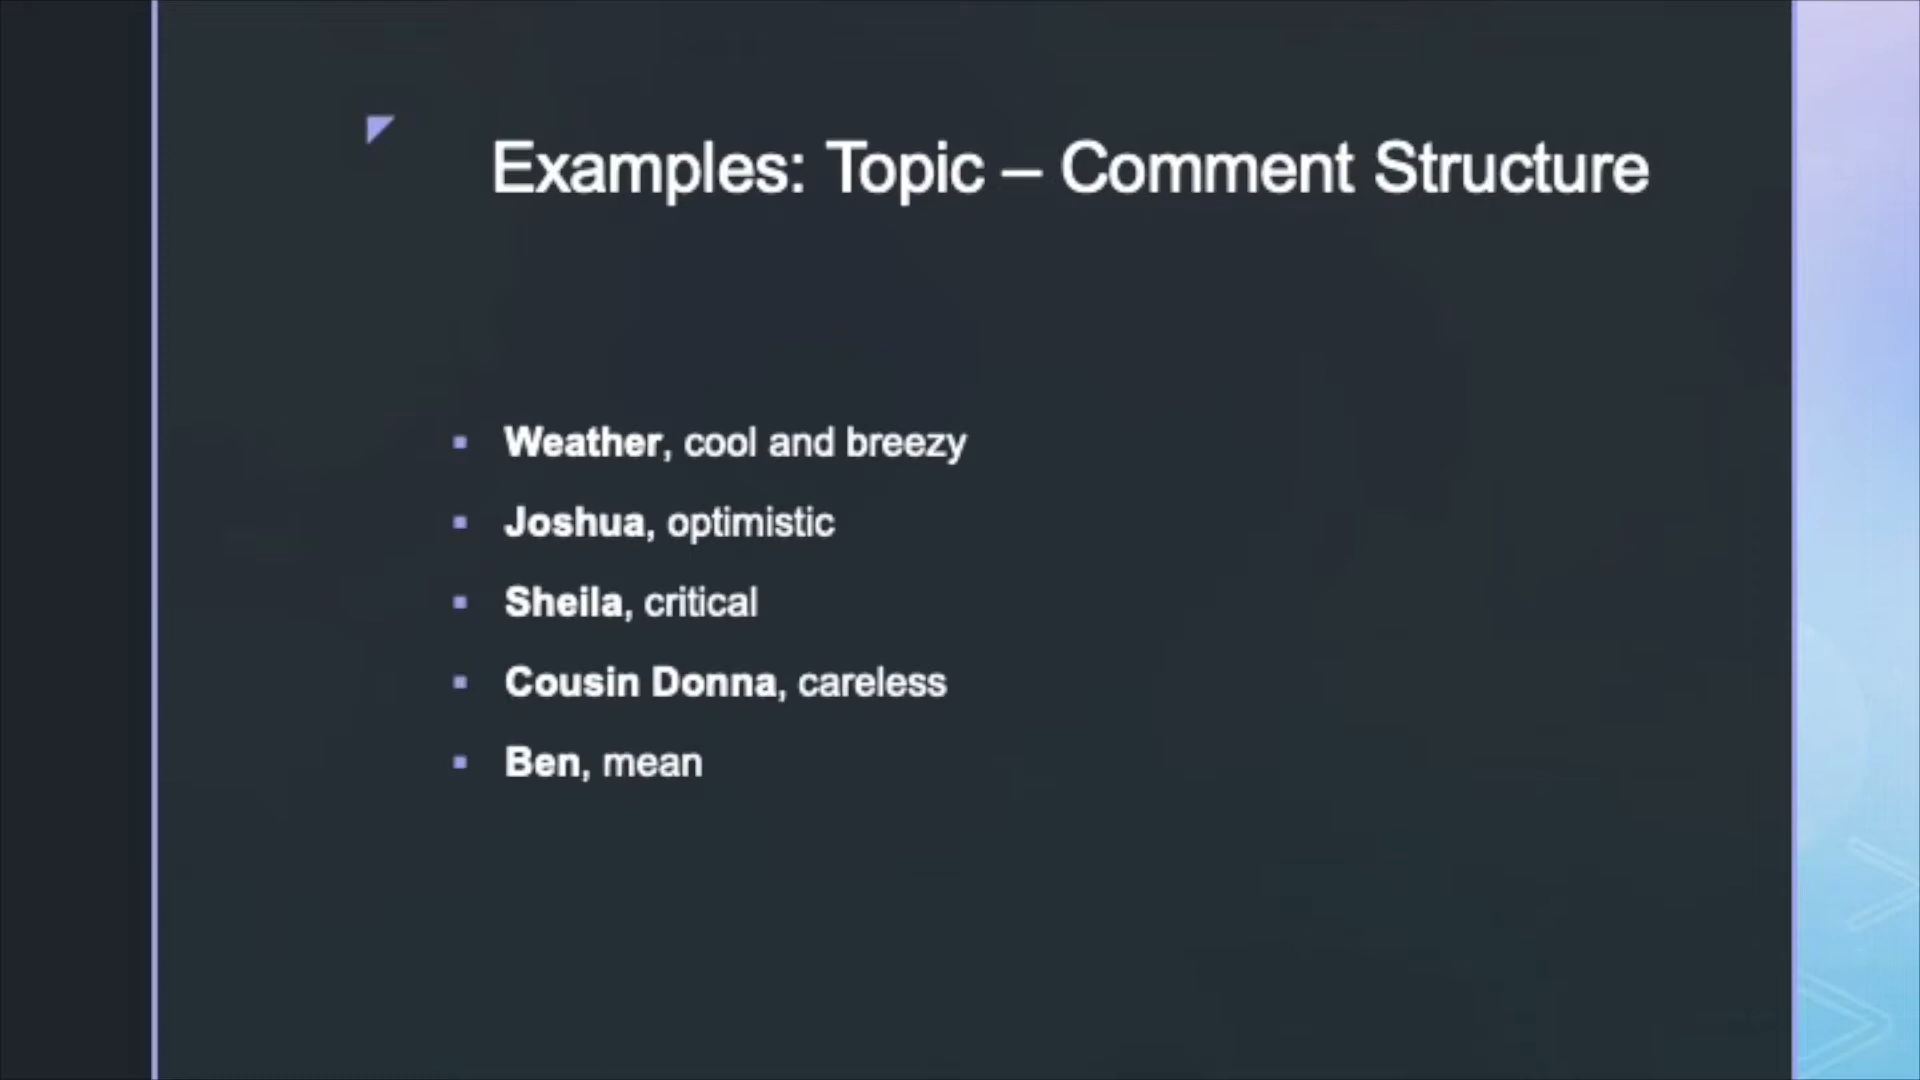 Examples: Topic – Comment Structure
Weather, cool and breezy
Joshua, optimistic
Sheila, critical
Cousin Donna, careless
Ben, mean